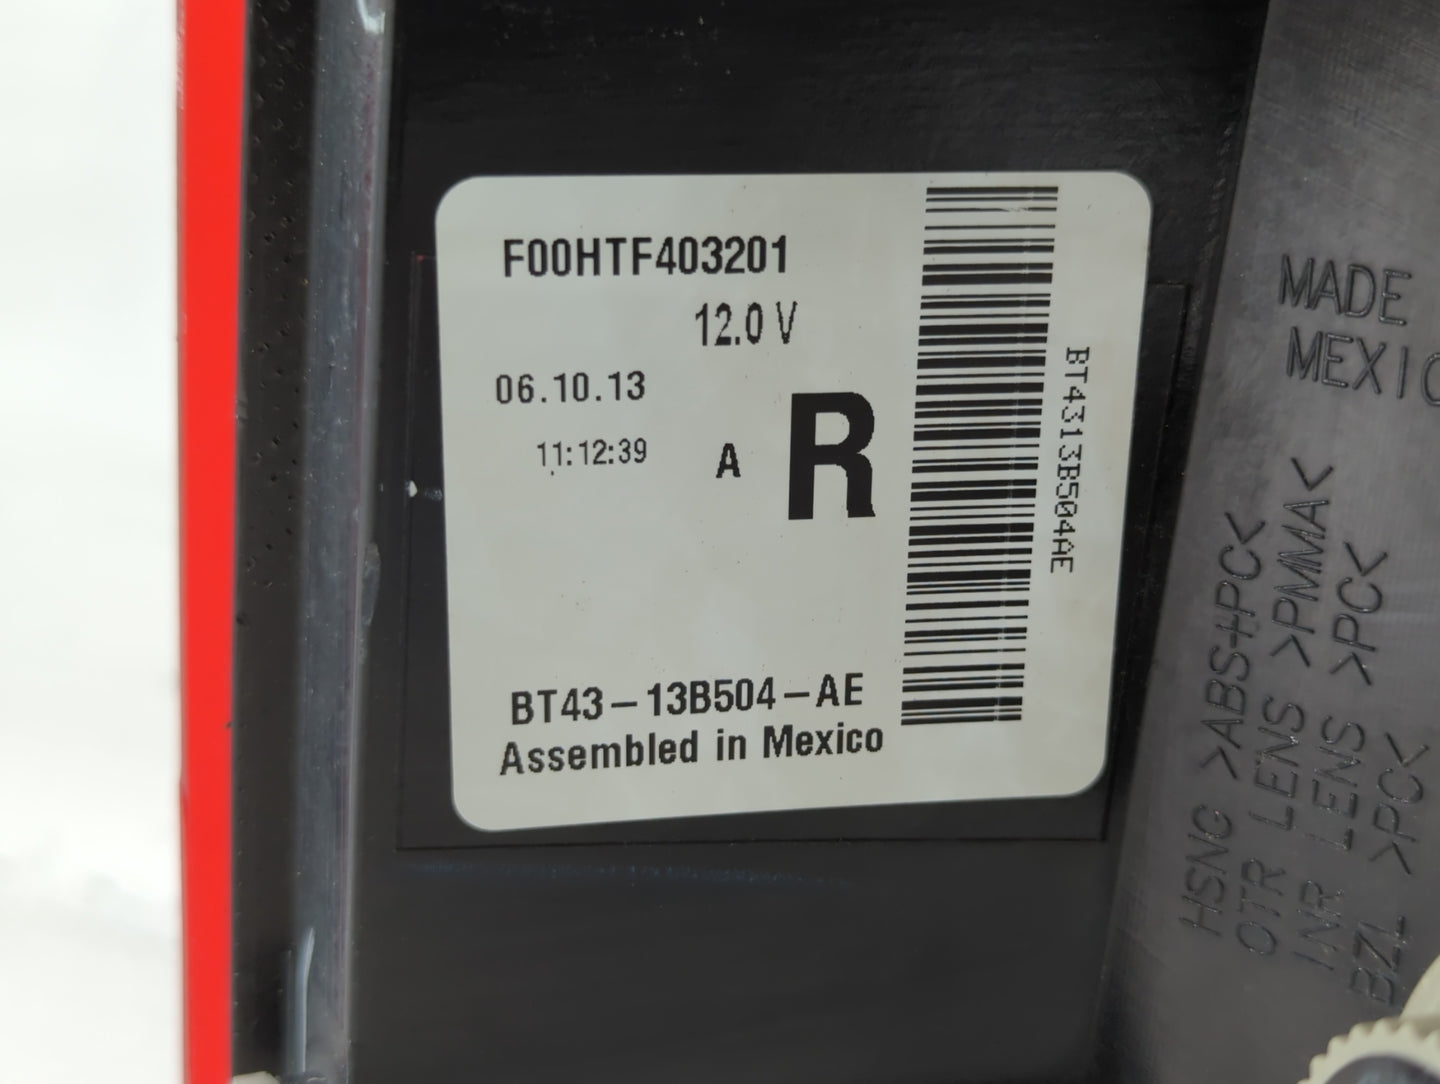 F00HTF403201
12.0 V
06.10.13
11:12:39
A
R
BT43-13B504-AE
Assembled in Mexico
BT4313B504AE
MADE
HSNG >ABS+PC<
OTR LENS >PMMA<
INR LENS >PC<
BZL >PC<